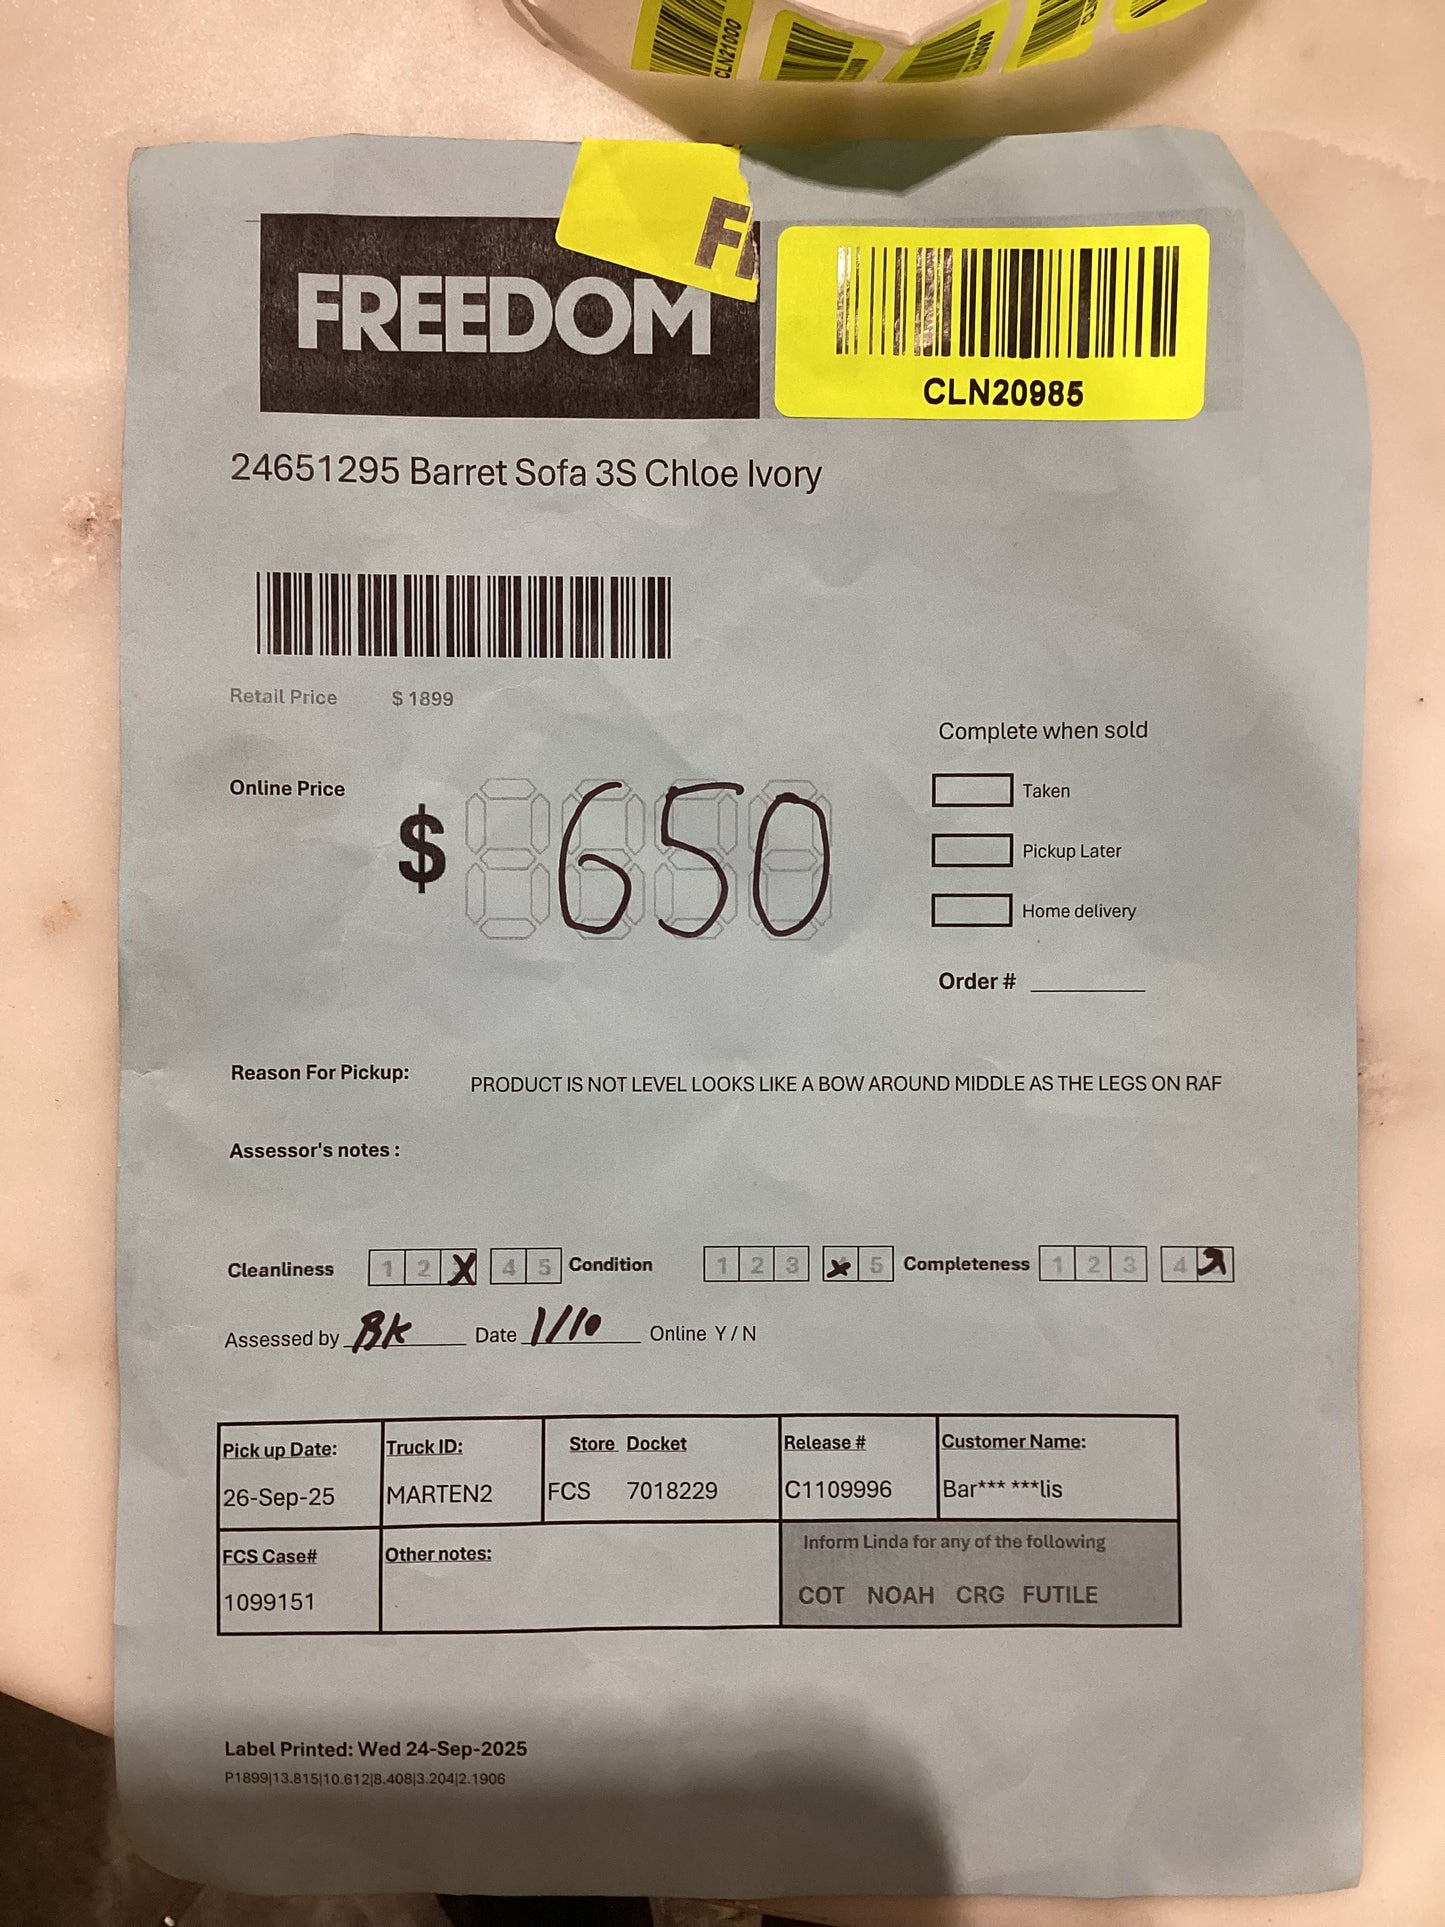 CLN21000
F
FREEDOM
CLN20985
24651295 Barret Sofa 3S Chloe Ivory
Retail Price $ 1899
Complete when sold
Online Price
$ 650
Taken
Pickup Later
Home delivery
Order #
Reason For Pickup: PRODUCT IS NOT LEVEL LOOKS LIKE A BOW AROUND MIDDLE AS THE LEGS ON RAF
Assessor's notes :
Cleanliness 1 2 X 4 5 Condition 1 2 3 X 5 Completeness 1 2 3 4
Assessed by BK Date 1/10 Online Y / N
Pick up Date: Truck ID: Store Docket Release # Customer Name:
26-Sep-25 MARTEN2 FCS 7018229 C1109996 Bar*** ***lis
FCS Case# Other notes: Inform Linda for any of the following
1099151 COT NOAH CRG FUTILE
Label Printed: Wed 24-Sep-2025
P1899|13.815|10.612|8.408|3.204|2.1906